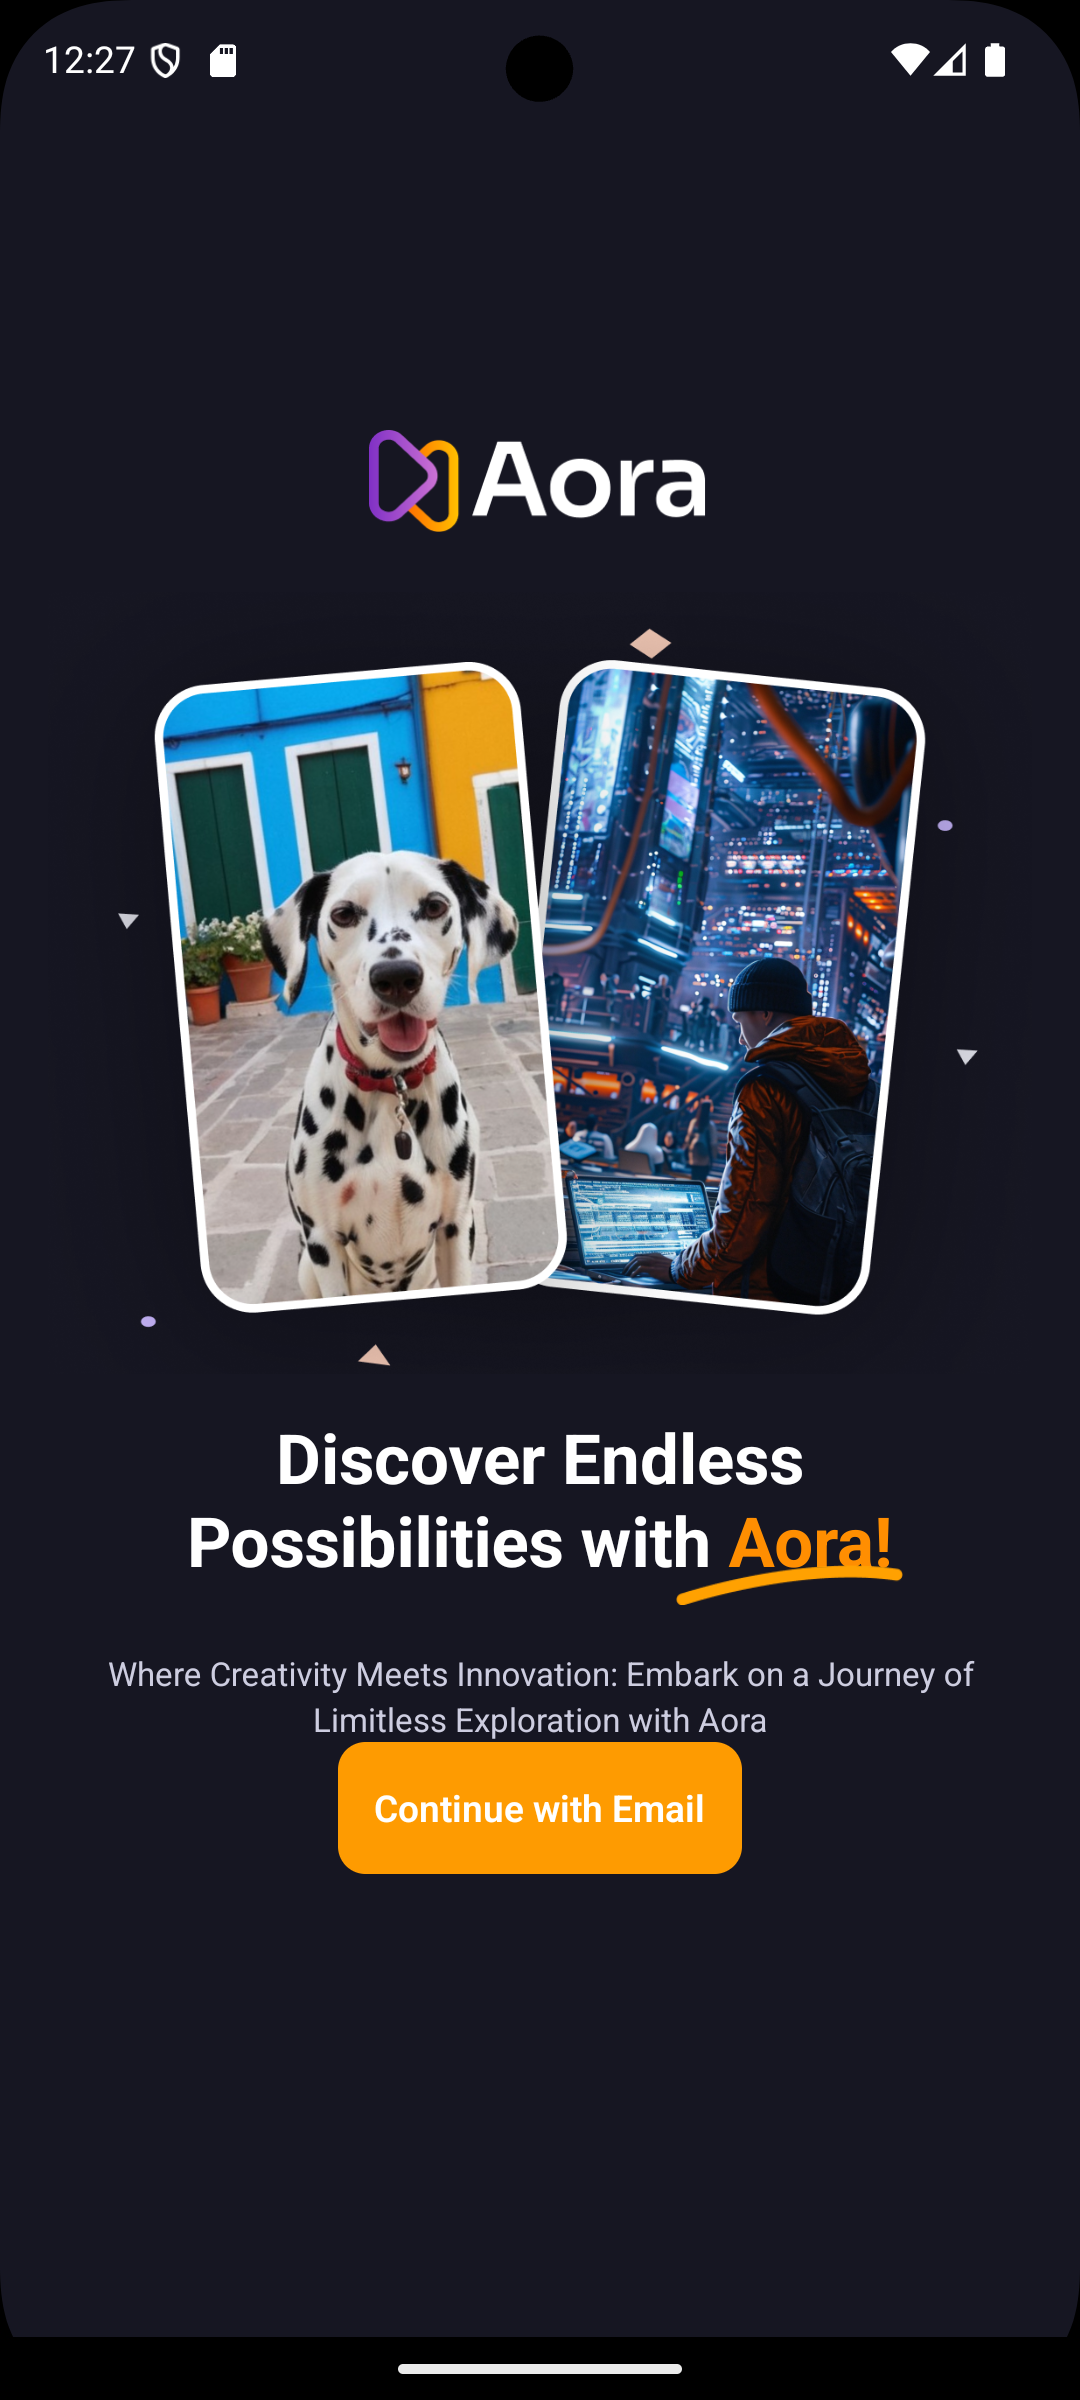 12:27
Aora
Discover Endless
Possibilities with Aora!
Where Creativity Meets Innovation: Embark on a Journey of
Limitless Exploration with Aora
Continue with Email